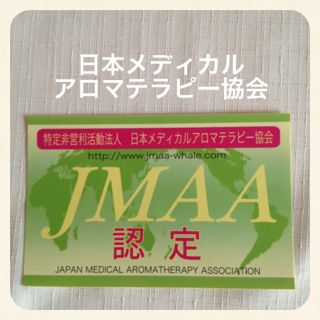 日本メディカル
アロマテラピー協会
特定非営利活動法人 日本メディカルアロマテラピー協会
http://www.jmaa-whale.com
JMAA
認定
JAPAN MEDICAL AROMATHERAPY ASSOCIATION